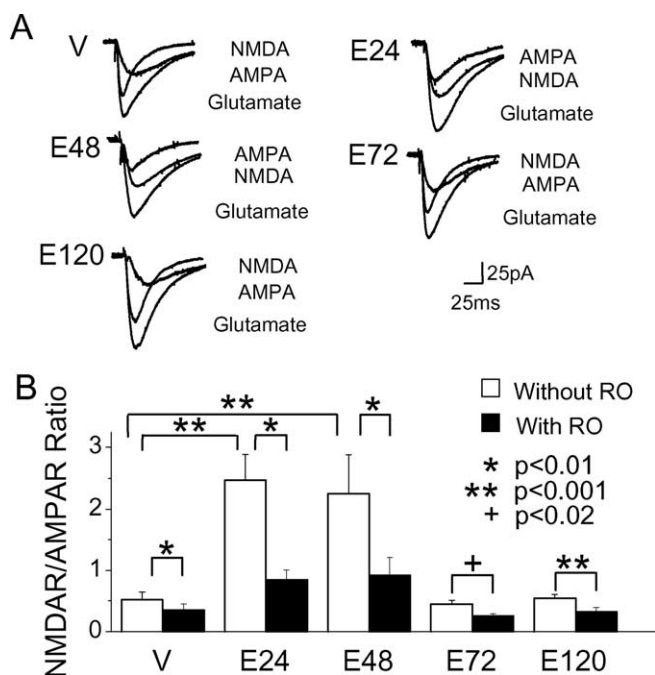 A
V
NMDA
AMPA
Glutamate
E24
AMPA
NMDA
Glutamate
E48
AMPA
NMDA
Glutamate
E72
NMDA
AMPA
Glutamate
E120
NMDA
AMPA
Glutamate
25pA
25ms
B
NMDAR/AMPAR Ratio
3
2
1
0
** ** * * * + **
Without RO
With RO
* p<0.01
** p<0.001
+ p<0.02
V E24 E48 E72 E120